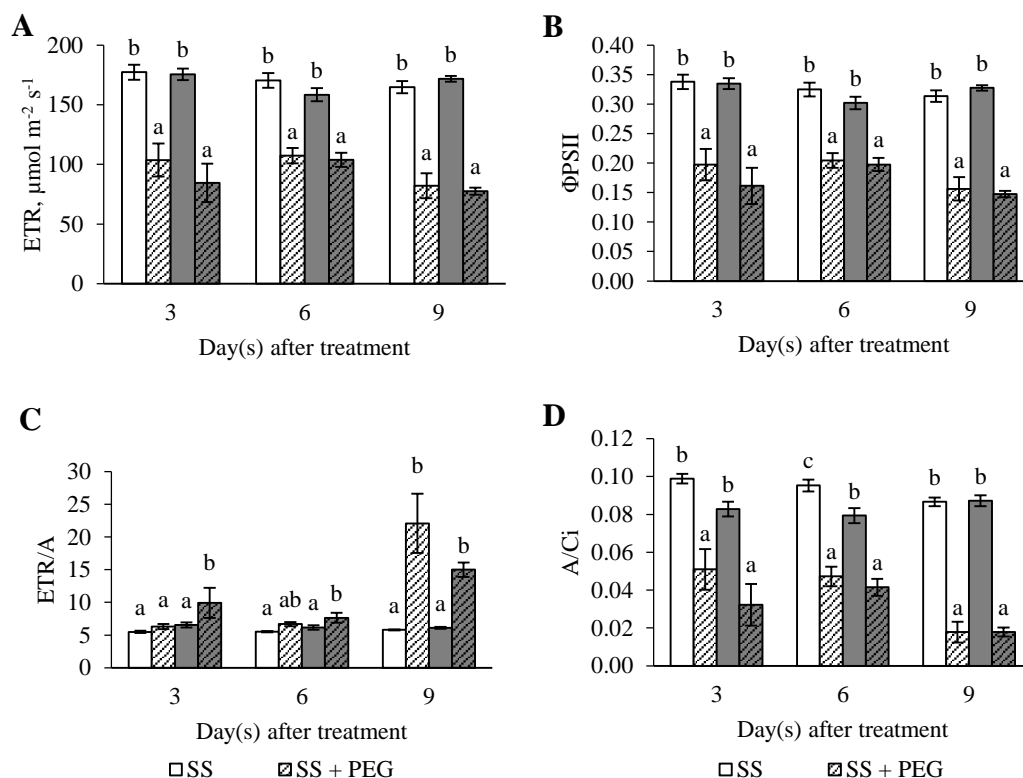 A
ETR, µmol m⁻² s⁻¹
200
150
100
50
0
b b b b b b
a a a a a a
3 6 9
Day(s) after treatment
B
ΦPSII
0.40
0.35
0.30
0.25
0.20
0.15
0.10
0.05
0.00
b b b b b b
a a a a a a
3 6 9
Day(s) after treatment
C
ETR/A
30
25
20
15
10
5
0
a a a b a ab a b a b a b
3 6 9
Day(s) after treatment
D
A/Ci
0.12
0.10
0.08
0.06
0.04
0.02
0.00
b b c b b b
a a a a a a
3 6 9
Day(s) after treatment
SS SS + PEG